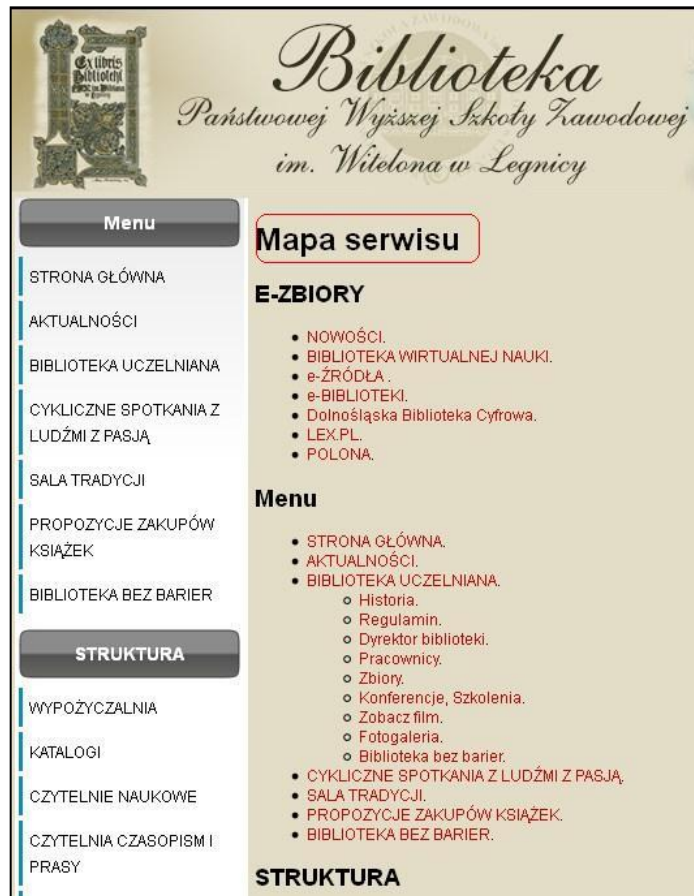 Ex libris
Biblioteki
Biblioteka
Państwowej Wyższej Szkoły Zawodowej
im. Witelona w Legnicy
Menu
STRONA GŁÓWNA
AKTUALNOŚCI
BIBLIOTEKA UCZELNIANA
CYKLICZNE SPOTKANIA Z
LUDŹMI Z PASJĄ
SALA TRADYCJI
PROPOZYCJE ZAKUPÓW
KSIĄŻEK
BIBLIOTEKA BEZ BARIER
STRUKTURA
WYPOŻYCZALNIA
KATALOGI
CZYTELNIE NAUKOWE
CZYTELNIA CZASOPISM I
PRASY
Mapa serwisu
E-ZBIORY
NOWOŚCI.
BIBLIOTEKA WIRTUALNEJ NAUKI.
e-ŹRÓDŁA .
e-BIBLIOTEKI.
Dolnośląska Biblioteka Cyfrowa.
LEX.PL.
POLONA.
Menu
STRONA GŁÓWNA.
AKTUALNOŚCI.
BIBLIOTEKA UCZELNIANA.
Historia.
Regulamin.
Dyrektor biblioteki.
Pracownicy.
Zbiory.
Konferencje, Szkolenia.
Zobacz film.
Fotogaleria.
Biblioteka bez barier.
CYKLICZNE SPOTKANIA Z LUDŹMI Z PASJĄ.
SALA TRADYCJI.
PROPOZYCJE ZAKUPÓW KSIĄŻEK.
BIBLIOTEKA BEZ BARIER.
STRUKTURA